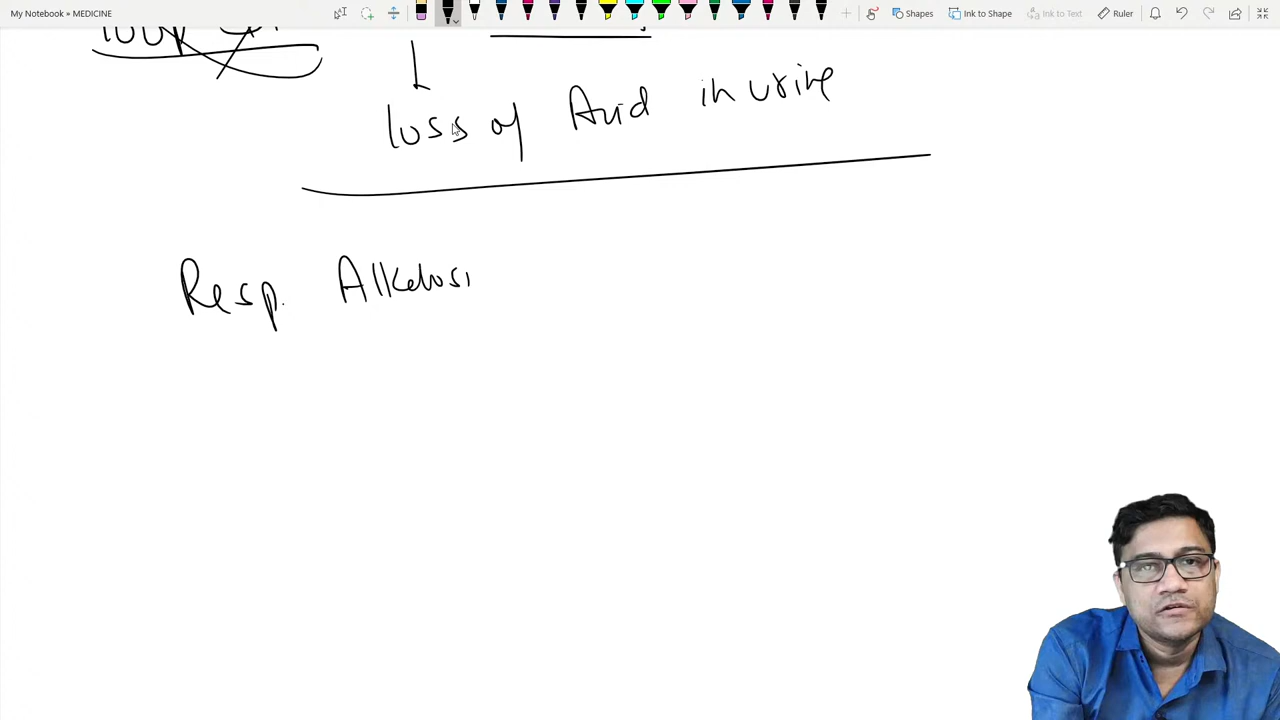 My Notebook » MEDICINE
Shapes Ink to Shape Ink to Text Ruler
loss of Acid in urine
Resp. Alkalosi